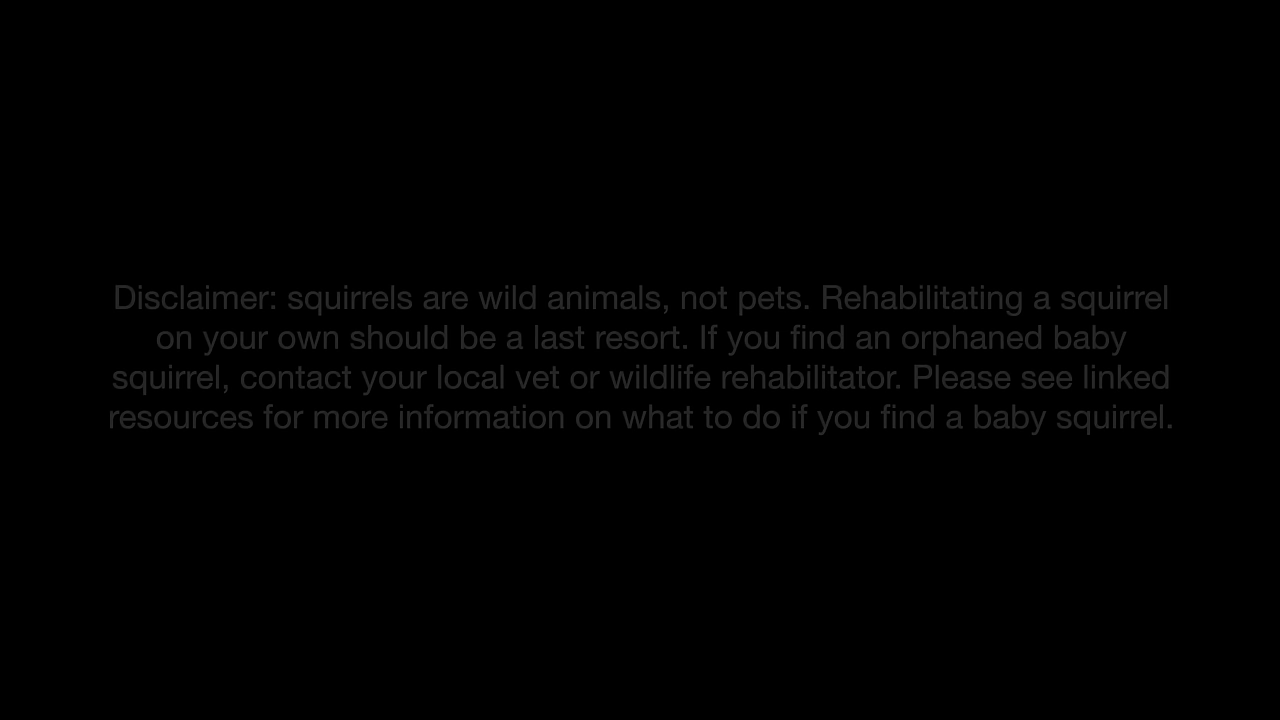 Disclaimer: squirrels are wild animals, not pets. Rehabilitating a squirrel
on your own should be a last resort. If you find an orphaned baby
squirrel, contact your local vet or wildlife rehabilitator. Please see linked
resources for more information on what to do if you find a baby squirrel.